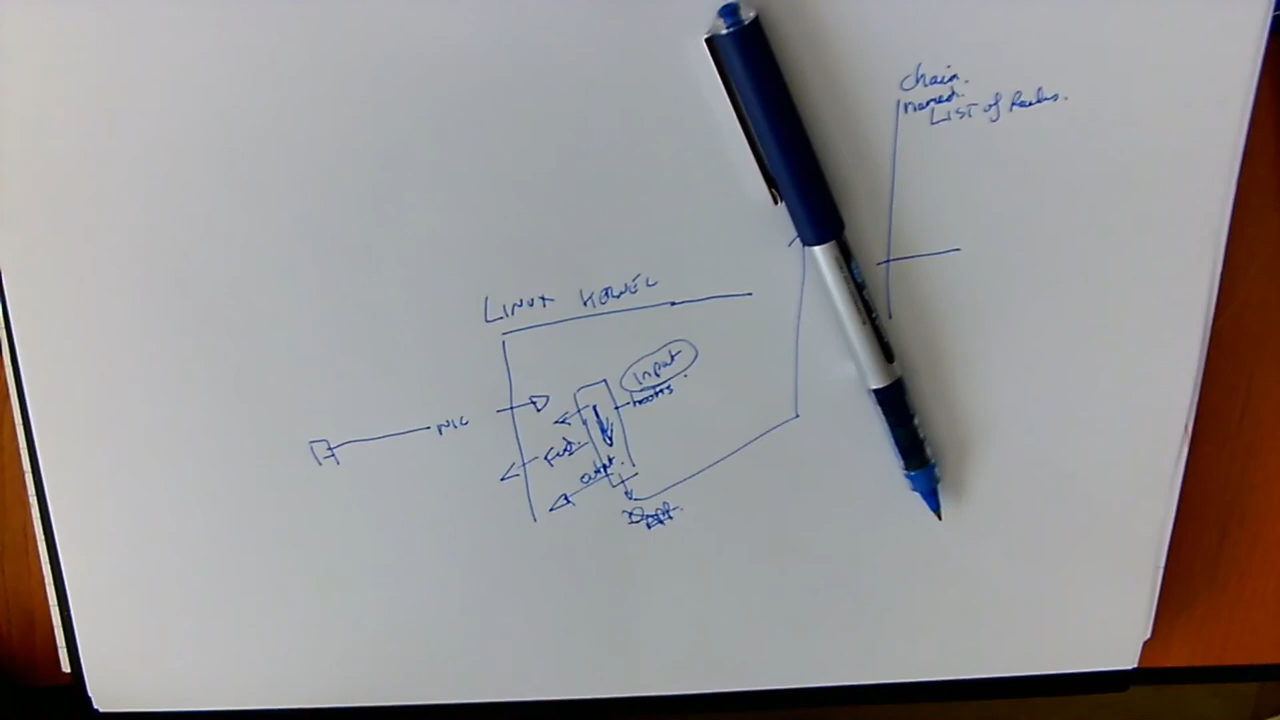 chain.
named.
LIST of Rules.
LINUX KERNEL
Input
hooks.
NIC
Fwd.
output.